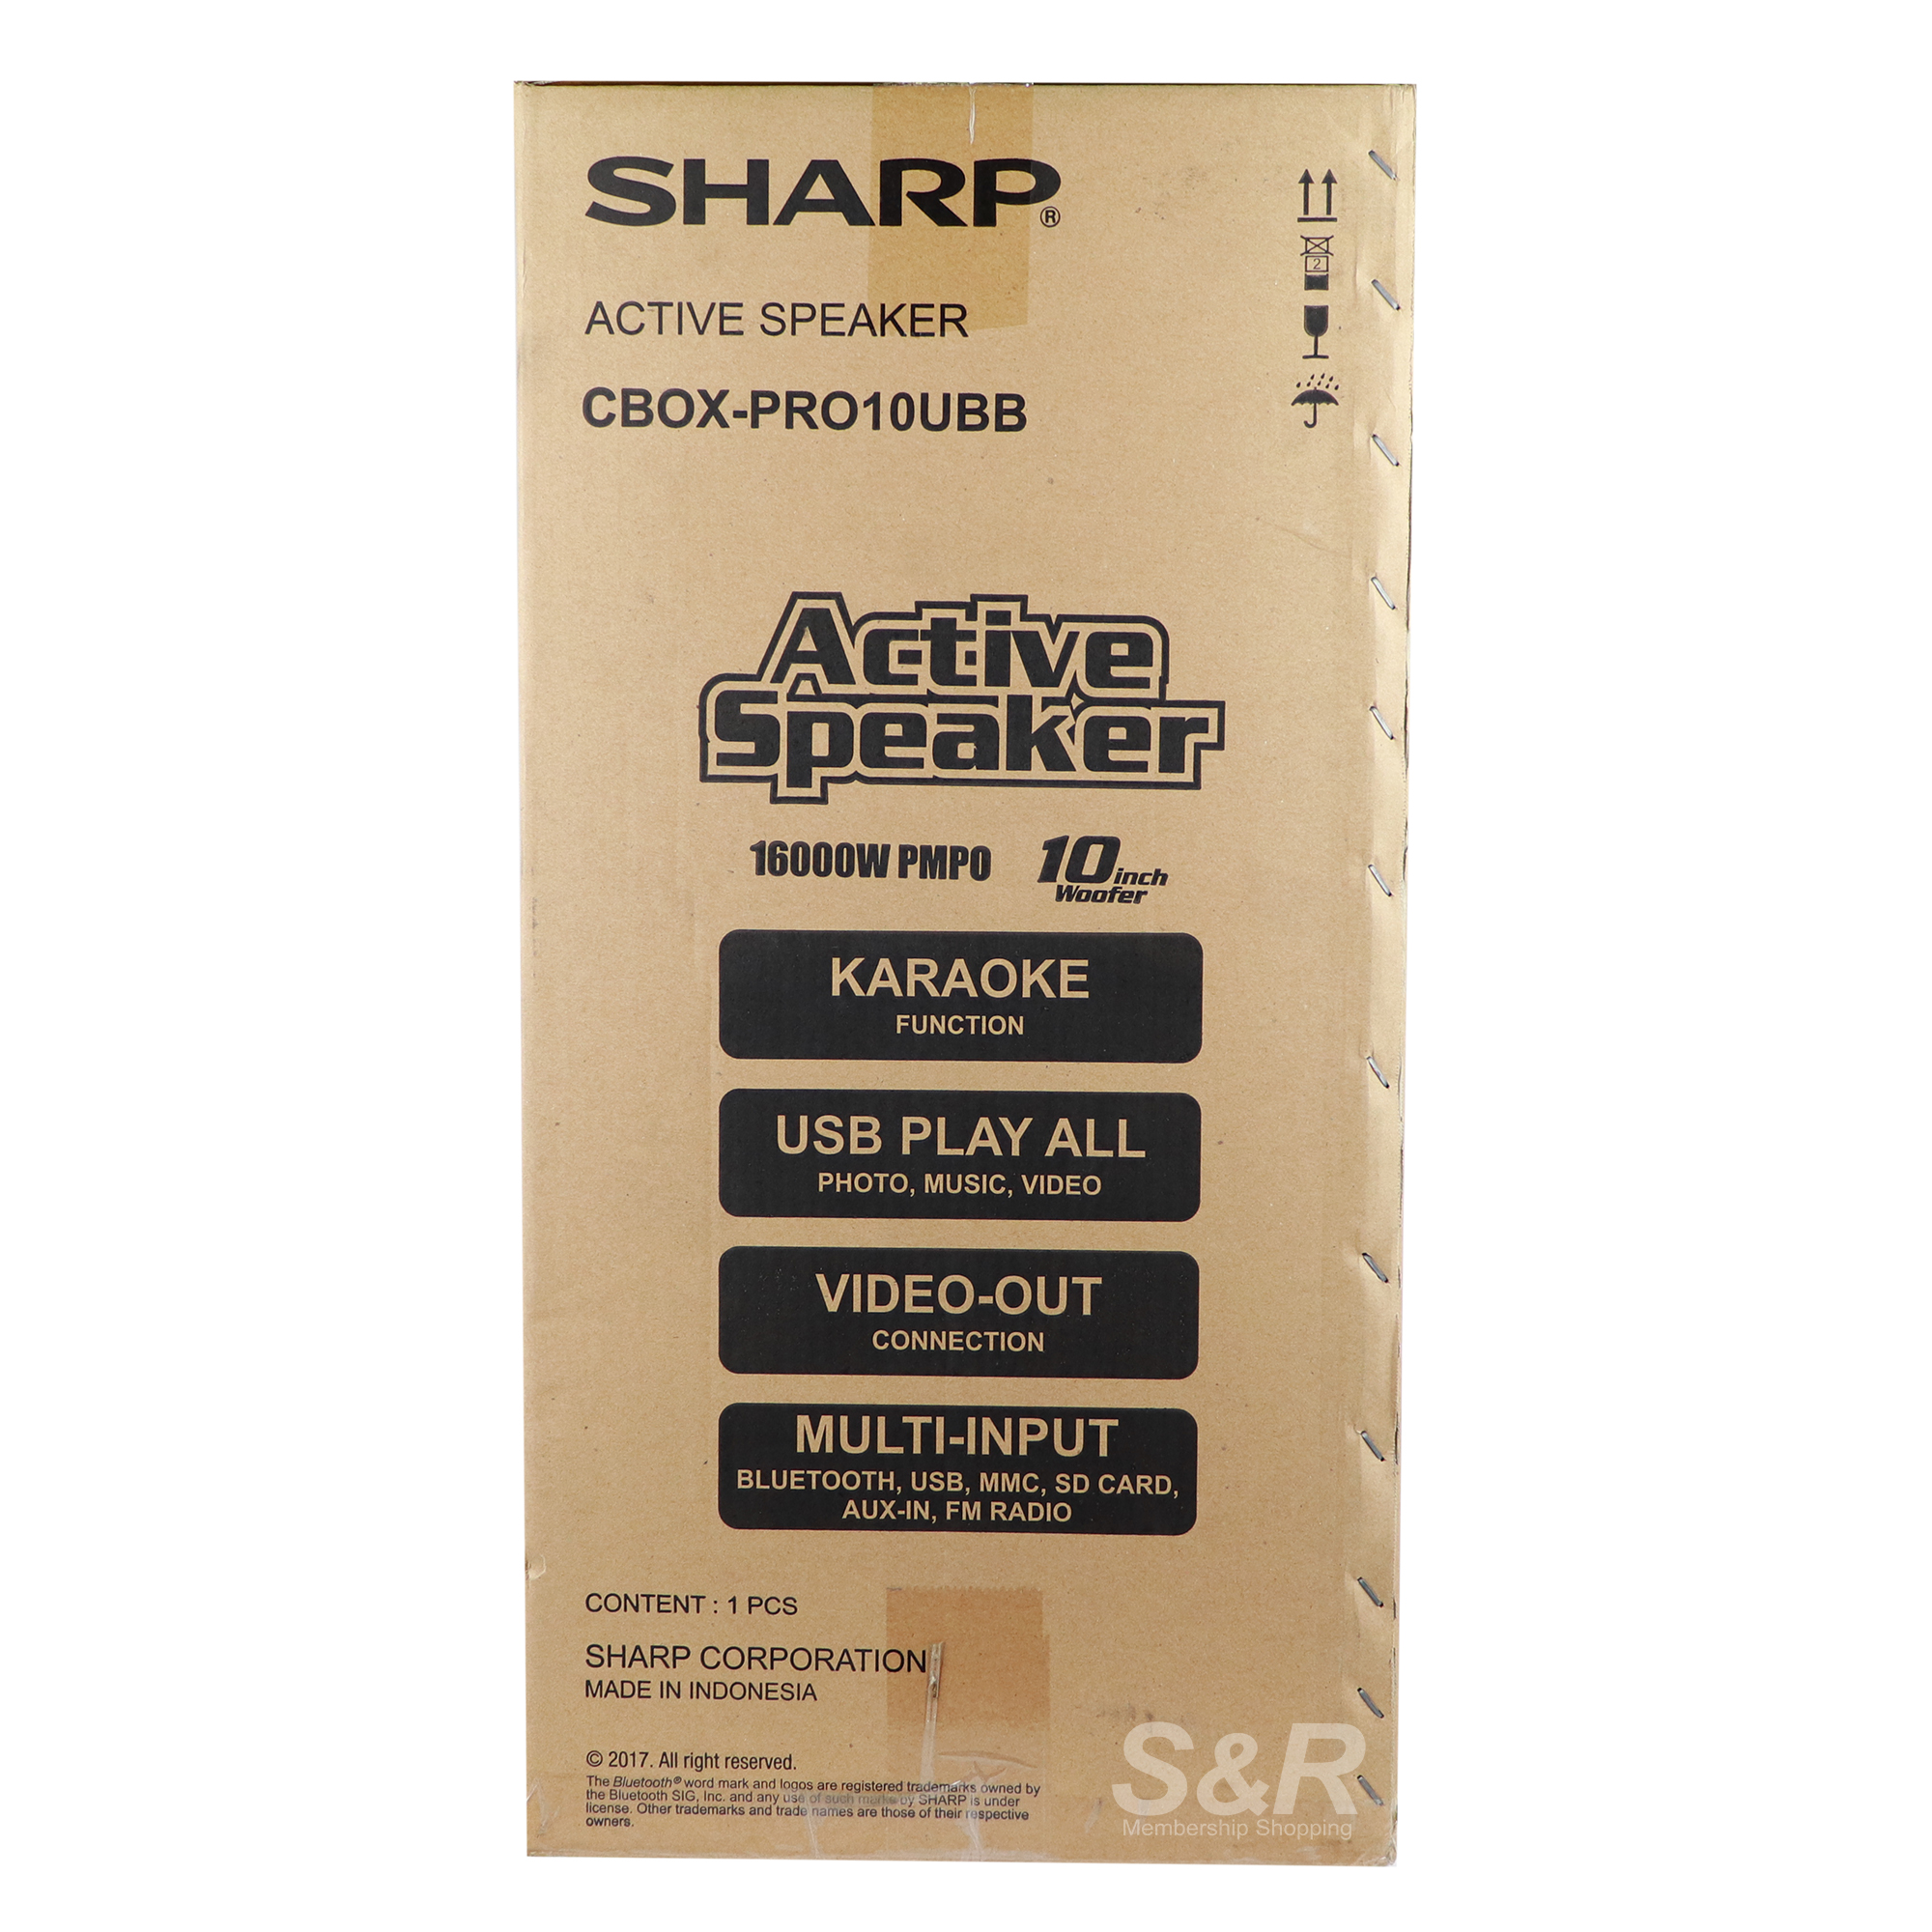 SHARP®
ACTIVE SPEAKER
CBOX-PRO10UBB
2
Active
Speaker
16000W PMPO
10 inch
Woofer
KARAOKE
FUNCTION
USB PLAY ALL
PHOTO, MUSIC, VIDEO
VIDEO-OUT
CONNECTION
MULTI-INPUT
BLUETOOTH, USB, MMC, SD CARD,
AUX-IN, FM RADIO
CONTENT : 1 PCS
SHARP CORPORATION
MADE IN INDONESIA
© 2017. All right reserved.
The Bluetooth® word mark and logos are registered trademarks owned by
the Bluetooth SIG, Inc. and any use of such marks by SHARP is under
license. Other trademarks and trade names are those of their respective
owners.
S&R
Membership Shopping